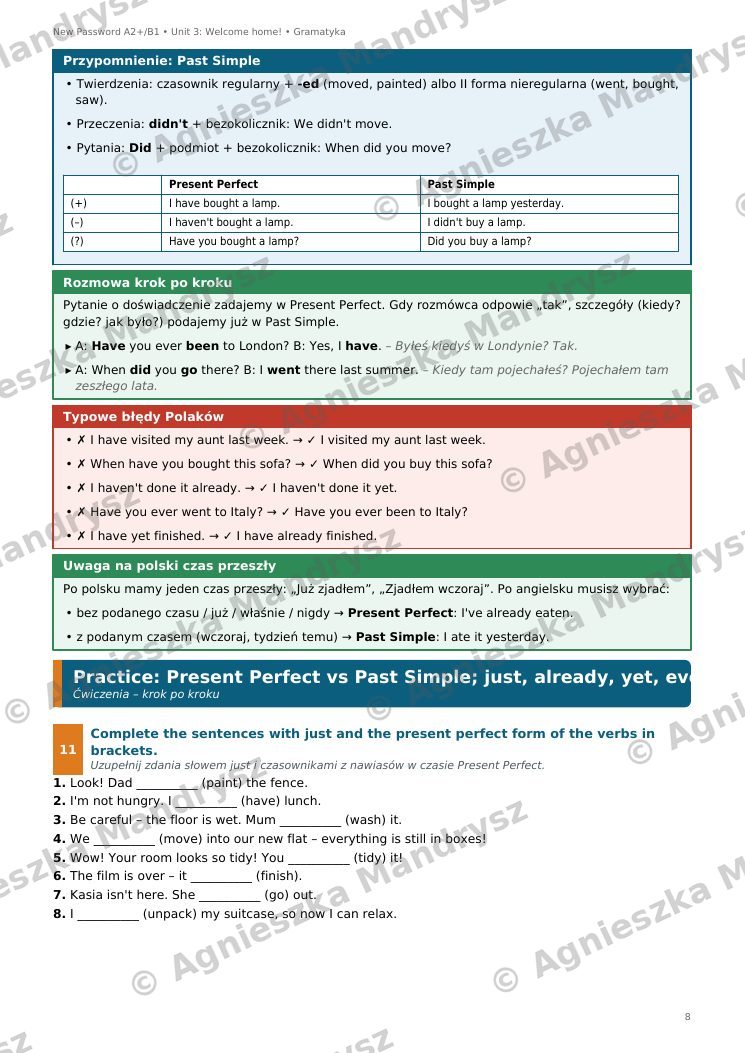 New Password A2+/B1 • Unit 3: Welcome home! • Gramatyka
Przypomnienie: Past Simple
• Twierdzenia: czasownik regularny + -ed (moved, painted) albo II forma nieregularna (went, bought,
saw).
• Przeczenia: didn't + bezokolicznik: We didn't move.
• Pytania: Did + podmiot + bezokolicznik: When did you move?
Present Perfect Past Simple
(+) I have bought a lamp. I bought a lamp yesterday.
(–) I haven't bought a lamp. I didn't buy a lamp.
(?) Have you bought a lamp? Did you buy a lamp?
Rozmowa krok po kroku
Pytanie o doświadczenie zadajemy w Present Perfect. Gdy rozmówca odpowie „tak”, szczegóły (kiedy?
gdzie? jak było?) podajemy już w Past Simple.
▸ A: Have you ever been to London? B: Yes, I have. – Byłeś kiedyś w Londynie? Tak.
▸ A: When did you go there? B: I went there last summer. – Kiedy tam pojechałeś? Pojechałem tam
zeszłego lata.
Typowe błędy Polaków
• ✗ I have visited my aunt last week. → ✓ I visited my aunt last week.
• ✗ When have you bought this sofa? → ✓ When did you buy this sofa?
• ✗ I haven't done it already. → ✓ I haven't done it yet.
• ✗ Have you ever went to Italy? → ✓ Have you ever been to Italy?
• ✗ I have yet finished. → ✓ I have already finished.
Uwaga na polski czas przeszły
Po polsku mamy jeden czas przeszły: „Już zjadłem”, „Zjadłem wczoraj”. Po angielsku musisz wybrać:
• bez podanego czasu / już / właśnie / nigdy → Present Perfect: I've already eaten.
• z podanym czasem (wczoraj, tydzień temu) → Past Simple: I ate it yesterday.
Practice: Present Perfect vs Past Simple; just, already, yet, eve
Ćwiczenia – krok po kroku
11 Complete the sentences with just and the present perfect form of the verbs in
brackets.
Uzupełnij zdania słowem just i czasownikami z nawiasów w czasie Present Perfect.
1. Look! Dad __________ (paint) the fence.
2. I'm not hungry. I __________ (have) lunch.
3. Be careful – the floor is wet. Mum __________ (wash) it.
4. We __________ (move) into our new flat – everything is still in boxes!
5. Wow! Your room looks so tidy! You __________ (tidy) it!
6. The film is over – it __________ (finish).
7. Kasia isn't here. She __________ (go) out.
8. I __________ (unpack) my suitcase, so now I can relax.
© Agnieszka Mandrysz
8